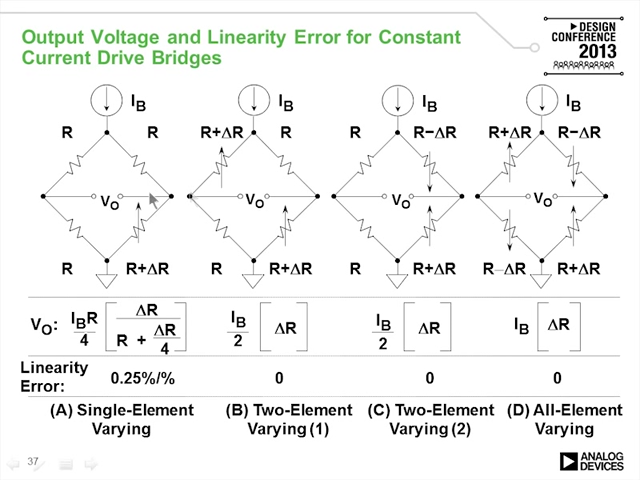 Output Voltage and Linearity Error for Constant
Current Drive Bridges
DESIGN
CONFERENCE
2013
IB
IB
IB
IB
R R R+ΔR R R R−ΔR R+ΔR R−ΔR
VO VO VO VO
R R+ΔR R R+ΔR R R+ΔR R−ΔR R+ΔR
VO: IBR/4 [ΔR / (R + ΔR/4)] IB/2 [ΔR] IB/2 [ΔR] IB [ΔR]
Linearity
Error: 0.25%/% 0 0 0
(A) Single-Element (B) Two-Element (C) Two-Element (D) All-Element
Varying Varying (1) Varying (2) Varying
37
ANALOG
DEVICES